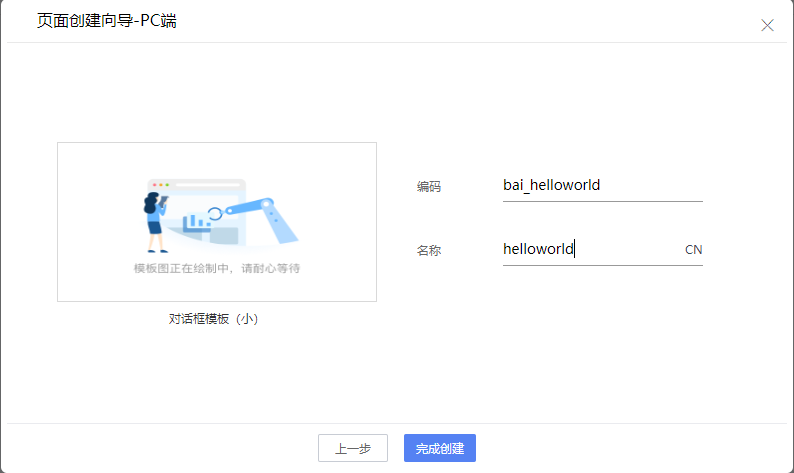 页面创建向导-PC端
编码
bai_helloworld
名称
helloworld
CN
模板图正在绘制中，请耐心等待
对话框模板（小）
上一步
完成创建